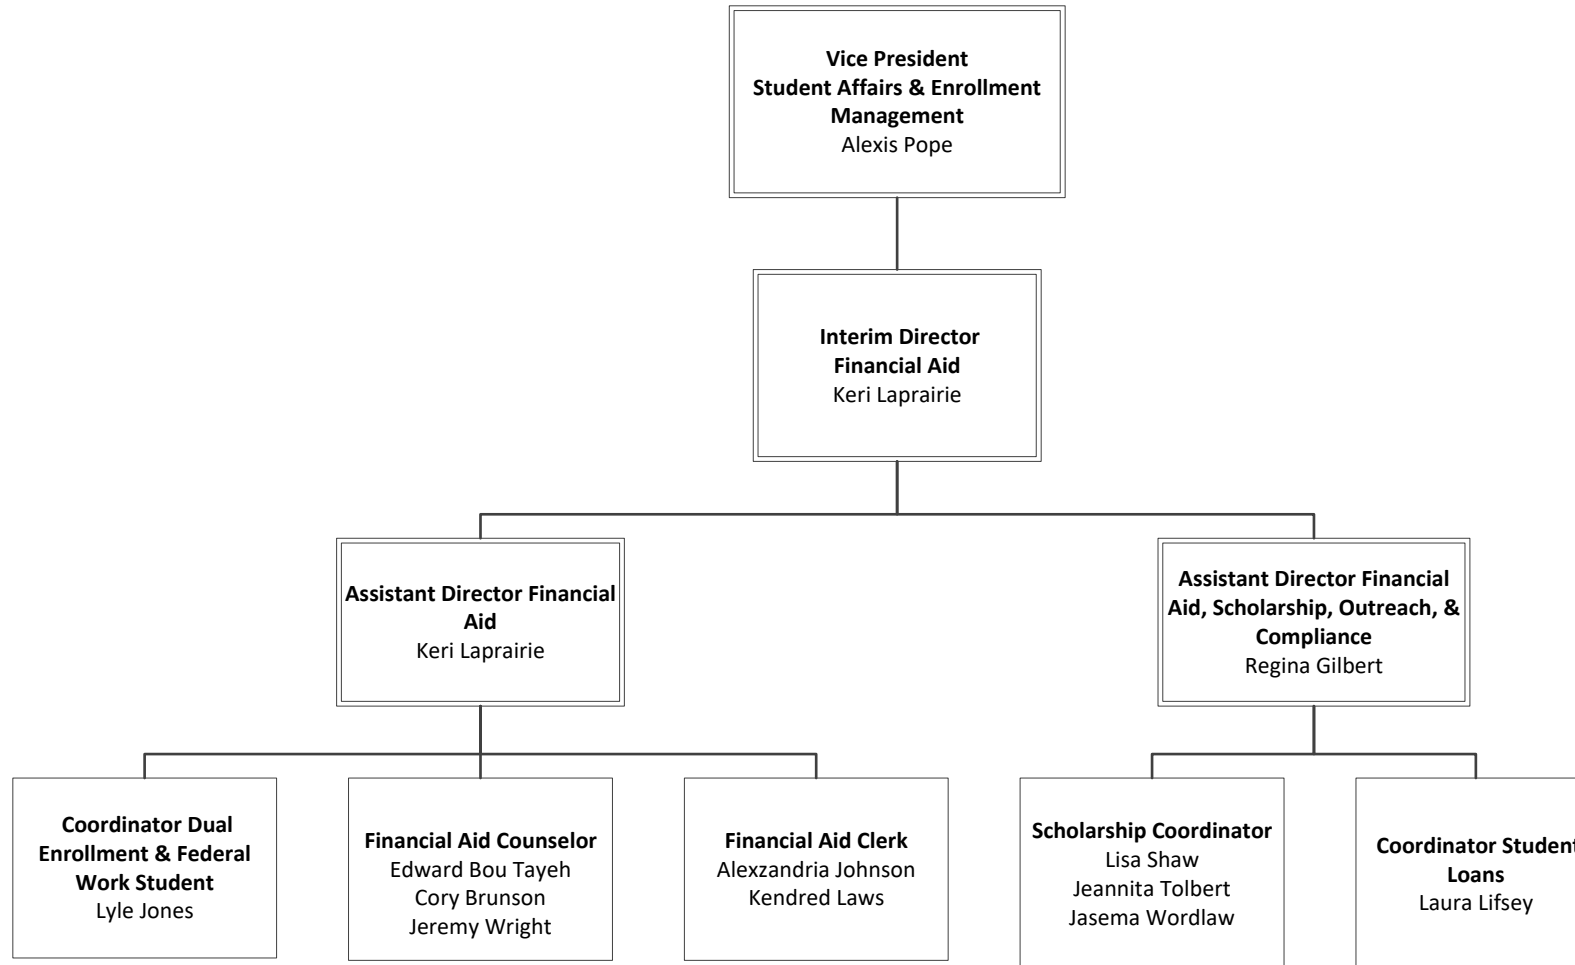 Vice President
Student Affairs & Enrollment
Management
Alexis Pope
Interim Director
Financial Aid
Keri Laprairie
Assistant Director Financial
Aid
Keri Laprairie
Assistant Director Financial
Aid, Scholarship, Outreach, &
Compliance
Regina Gilbert
Coordinator Dual
Enrollment & Federal
Work Student
Lyle Jones
Financial Aid Counselor
Edward Bou Tayeh
Cory Brunson
Jeremy Wright
Financial Aid Clerk
Alexzandria Johnson
Kendred Laws
Scholarship Coordinator
Lisa Shaw
Jeannita Tolbert
Jasema Wordlaw
Coordinator Student
Loans
Laura Lifsey